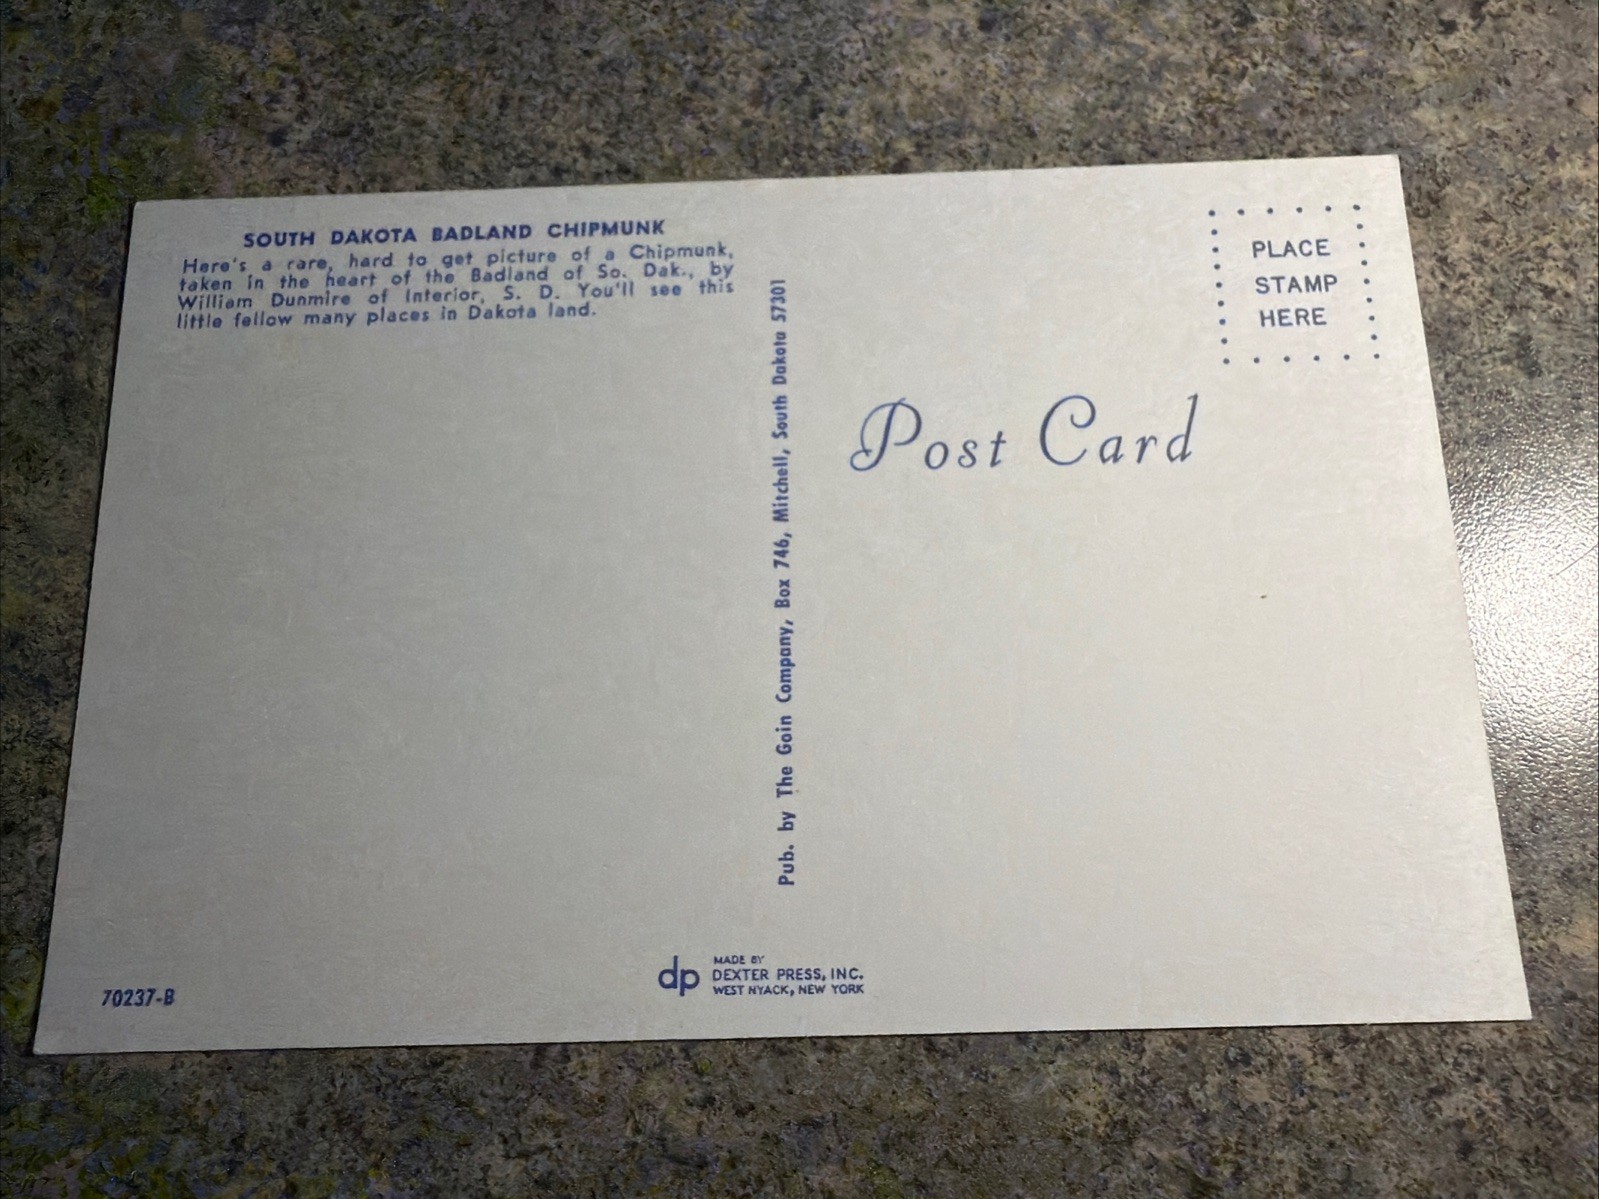 SOUTH DAKOTA BADLAND CHIPMUNK
Here's a rare, hard to get picture of a Chipmunk,
taken in the heart of the Badland of So. Dak., by
William Dunmire of Interior, S. D. You'll see this
little fellow many places in Dakota land.
Pub. by The Goin Company, Box 746, Mitchell, South Dakota 57301
PLACE
STAMP
HERE
Post Card
70237-B
dp
MADE BY
DEXTER PRESS, INC.
WEST NYACK, NEW YORK